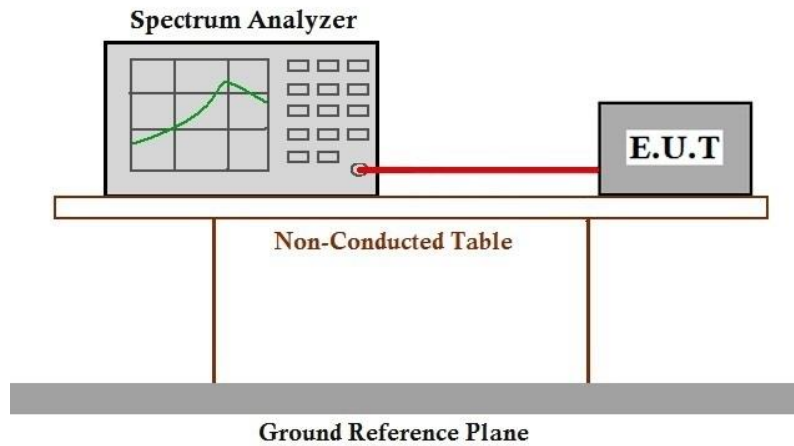 Spectrum Analyzer
E.U.T
Non-Conducted Table
Ground Reference Plane